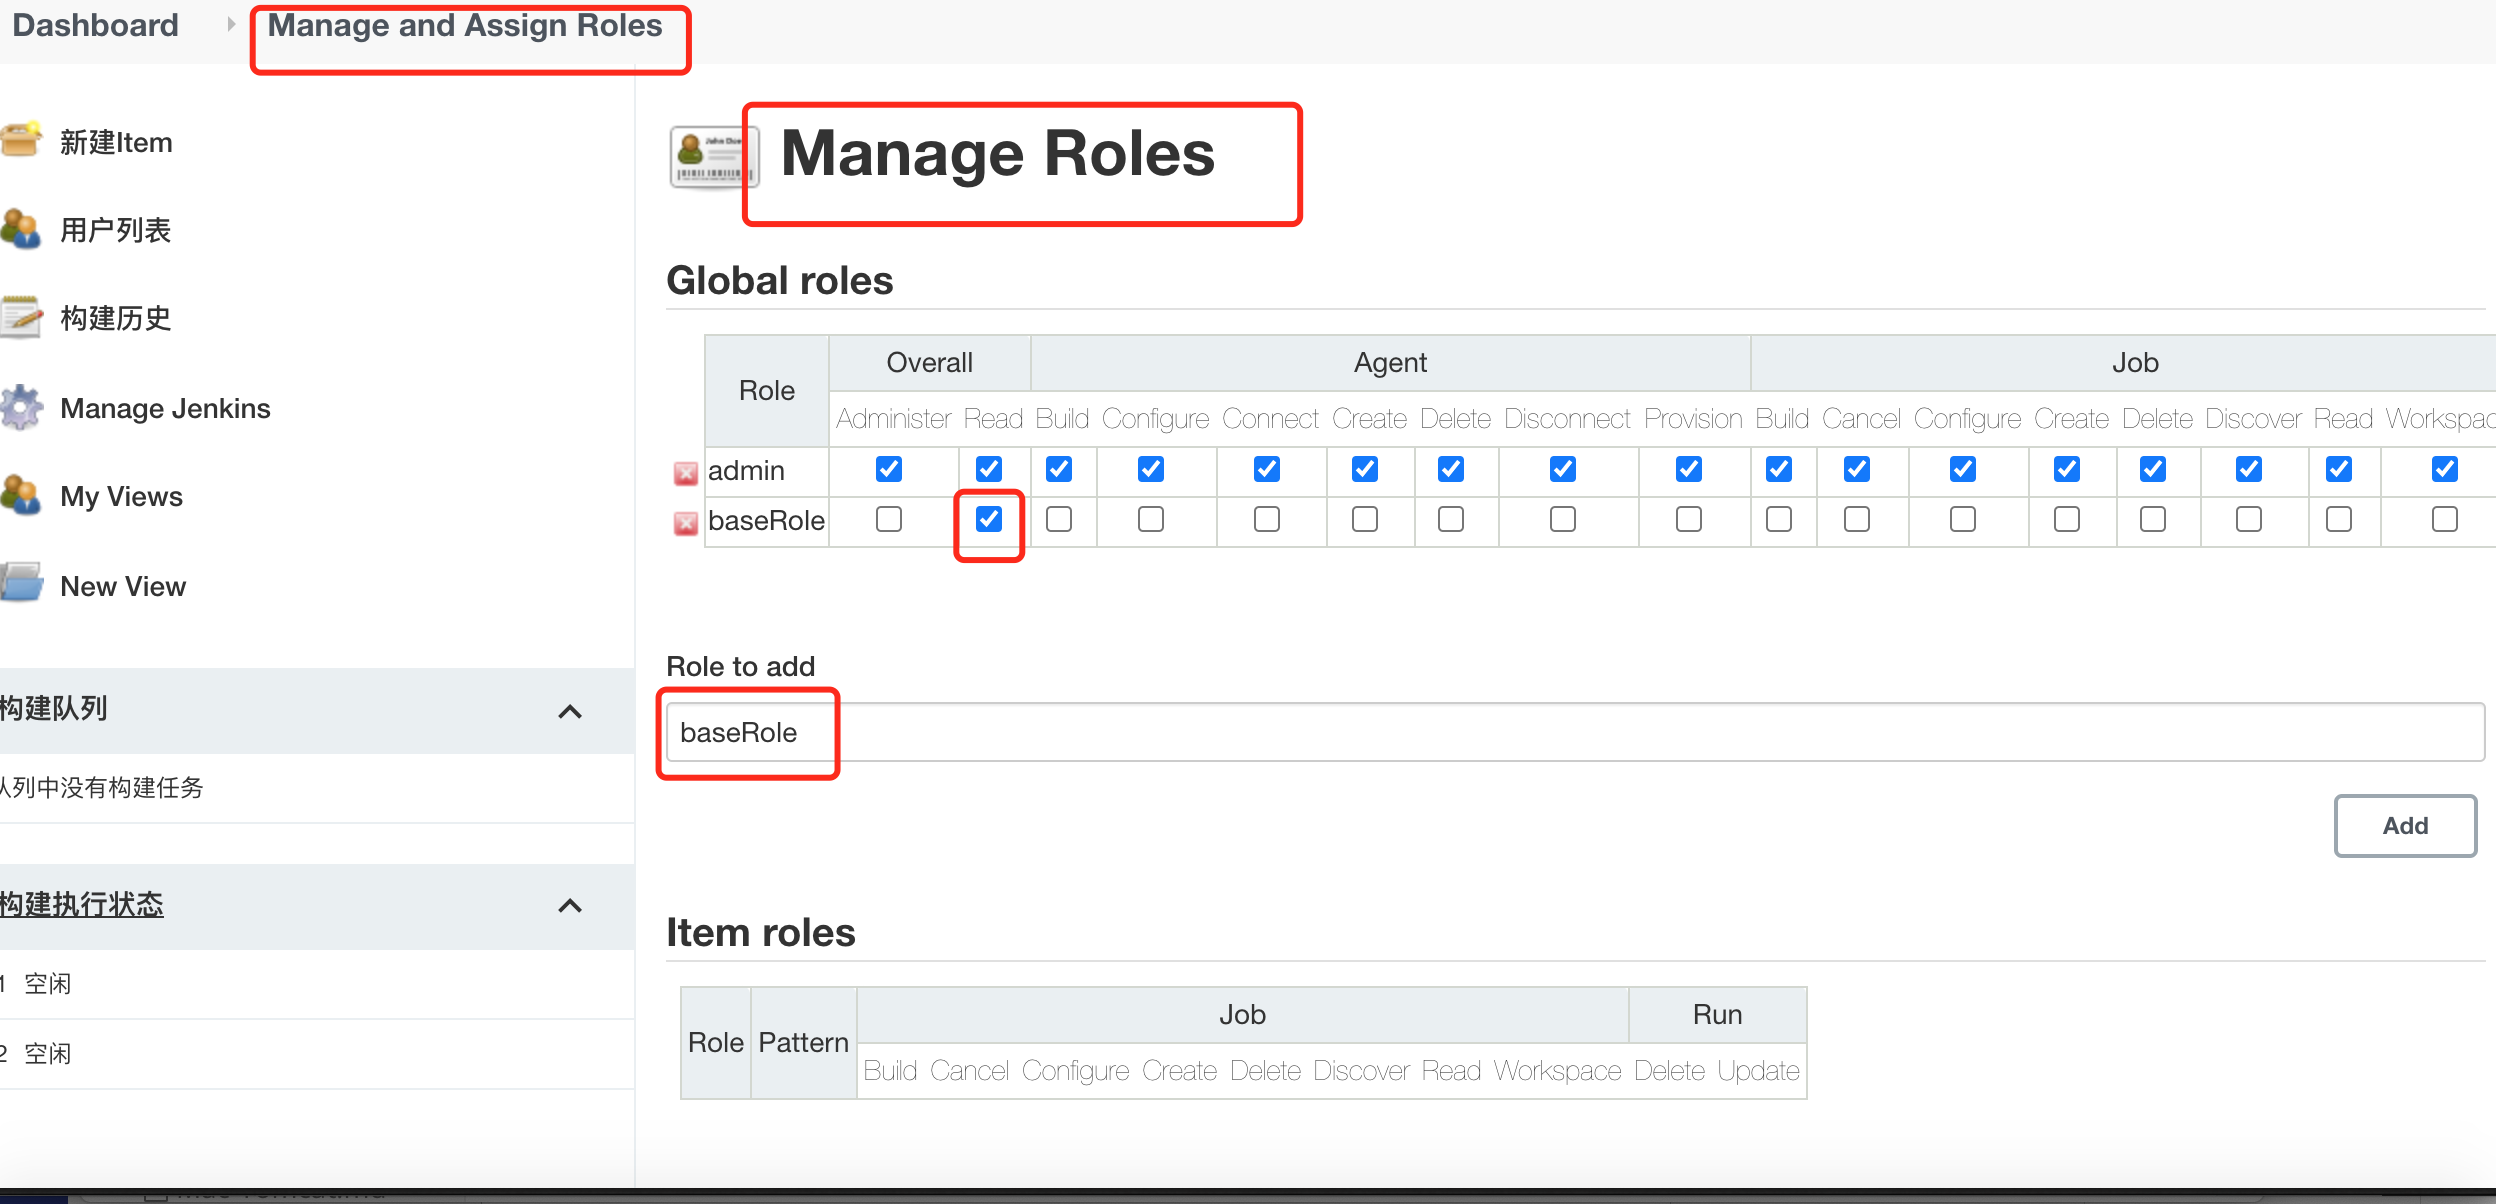 Dashboard
Manage and Assign Roles
新建Item
用户列表
构建历史
Manage Jenkins
My Views
New View
构建队列
队列中没有构建任务
构建执行状态
1 空闲
2 空闲
Manage Roles
Global roles
Role Overall Agent Job
Administer Read Build Configure Connect Create Delete Disconnect Provision Build Cancel Configure Create Delete Discover Read Workspac
admin
baseRole
Role to add
baseRole
Add
Item roles
Role Pattern Job Run
Build Cancel Configure Create Delete Discover Read Workspace Delete Update